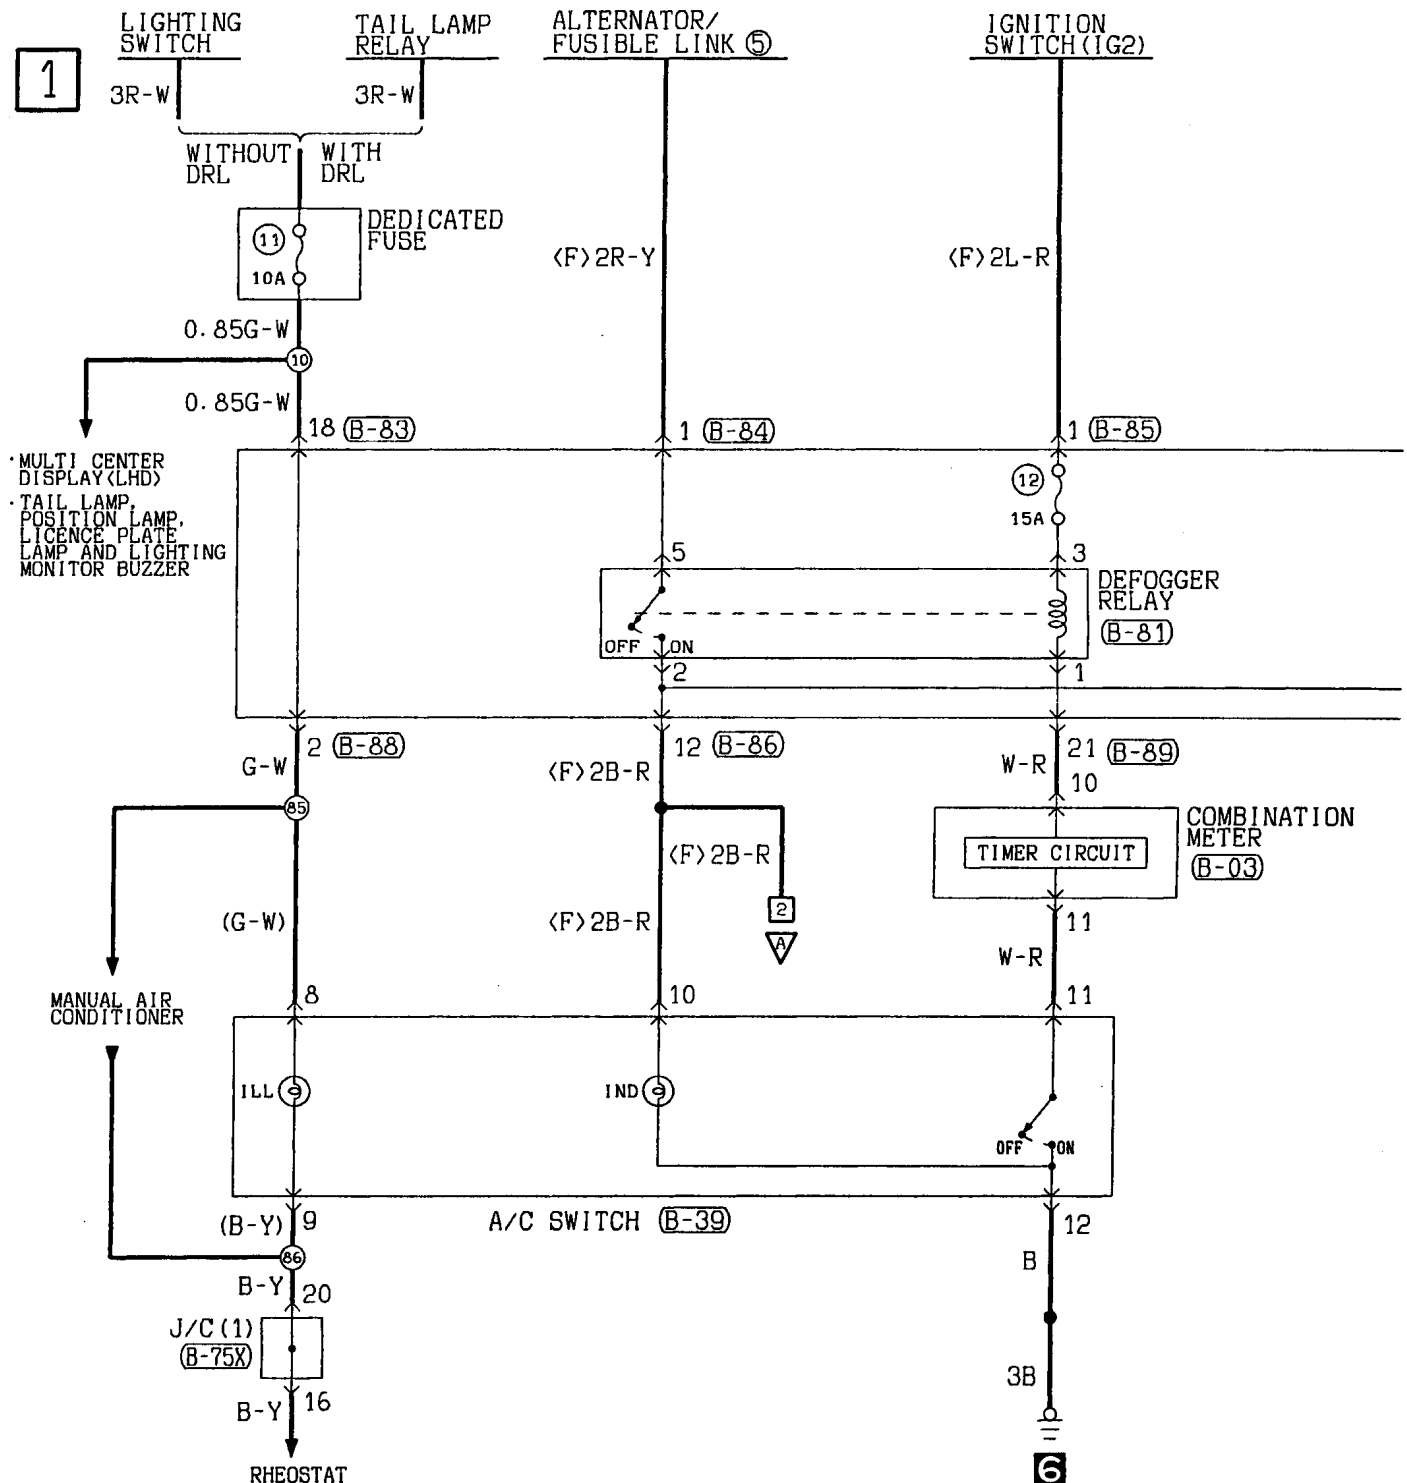 LIGHTING
SWITCH
TAIL LAMP
RELAY
ALTERNATOR/
FUSIBLE LINK ⑤
IGNITION
SWITCH(IG2)
1
3R-W
3R-W
WITHOUT
DRL
WITH
DRL
DEDICATED
FUSE
11
10A
<F>2R-Y
<F>2L-R
0.85G-W
10
0.85G-W
18 (B-83)
1 (B-84)
1 (B-85)
·MULTI CENTER
DISPLAY<LHD>
·TAIL LAMP,
POSITION LAMP,
LICENCE PLATE
LAMP AND LIGHTING
MONITOR BUZZER
12
15A
5
3
DEFOGGER
RELAY
(B-81)
OFF
ON
2
1
2 (B-88)
12 (B-86)
21 (B-89)
G-W
<F>2B-R
W-R
10
85
COMBINATION
METER
(B-03)
TIMER CIRCUIT
<F>2B-R
(G-W)
<F>2B-R
2
A
11
W-R
8
10
11
MANUAL AIR
CONDITIONER
ILL
IND
OFF
ON
(B-Y)
9
A/C SWITCH (B-39)
12
86
B
B-Y
20
J/C(1)
(B-75X)
3B
B-Y
16
RHEOSTAT
6